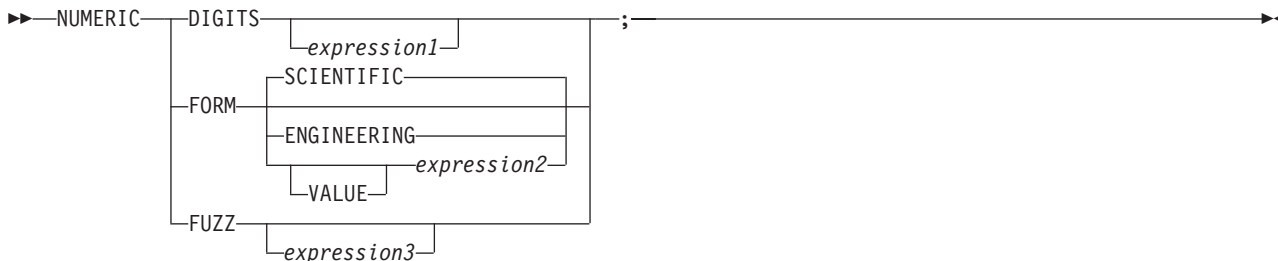 NUMERIC DIGITS ;
expression1
SCIENTIFIC
FORM
ENGINEERING
expression2
VALUE
FUZZ
expression3